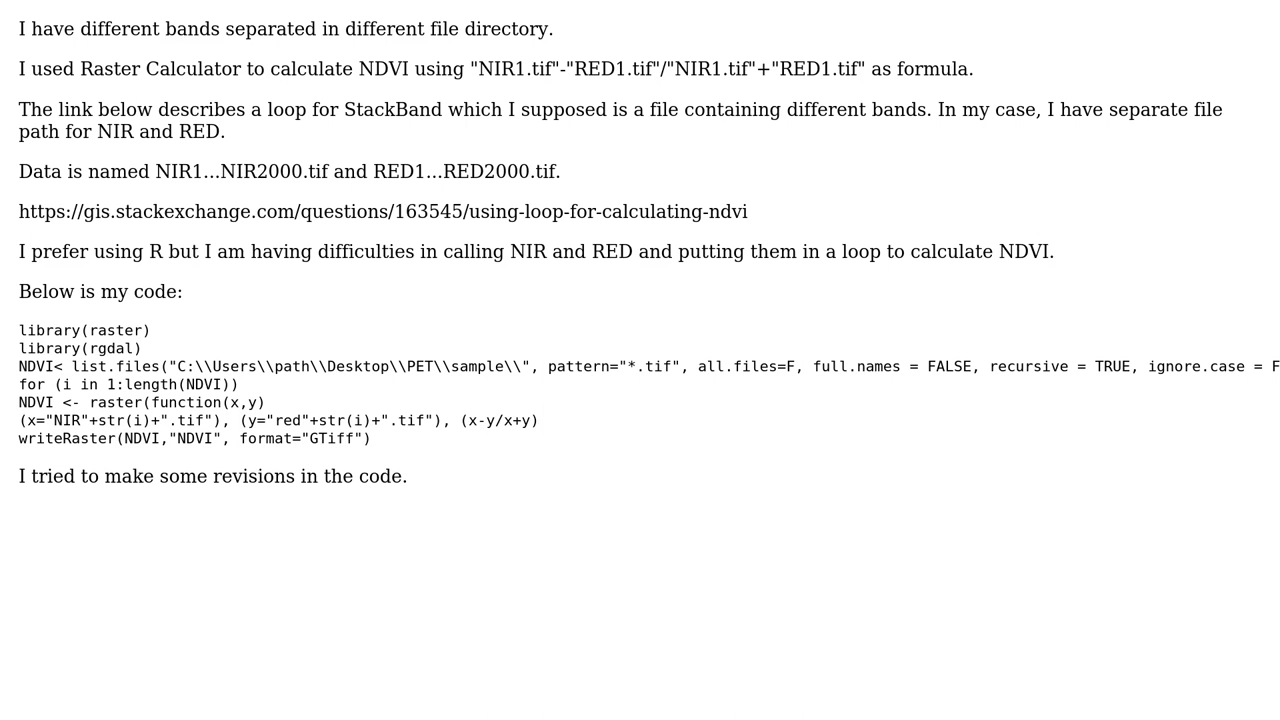 I have different bands separated in different file directory.
I used Raster Calculator to calculate NDVI using "NIR1.tif"-"RED1.tif"/"NIR1.tif"+"RED1.tif" as formula.
The link below describes a loop for StackBand which I supposed is a file containing different bands. In my case, I have separate file
path for NIR and RED.
Data is named NIR1...NIR2000.tif and RED1...RED2000.tif.
https://gis.stackexchange.com/questions/163545/using-loop-for-calculating-ndvi
I prefer using R but I am having difficulties in calling NIR and RED and putting them in a loop to calculate NDVI.
Below is my code:
library(raster)
library(rgdal)
NDVI< list.files("C:\\Users\\path\\Desktop\\PET\\sample\\", pattern="*.tif", all.files=F, full.names = FALSE, recursive = TRUE, ignore.case = F
for (i in 1:length(NDVI))
NDVI <- raster(function(x,y)
(x="NIR"+str(i)+".tif"), (y="red"+str(i)+".tif"), (x-y/x+y)
writeRaster(NDVI,"NDVI", format="GTiff")
I tried to make some revisions in the code.